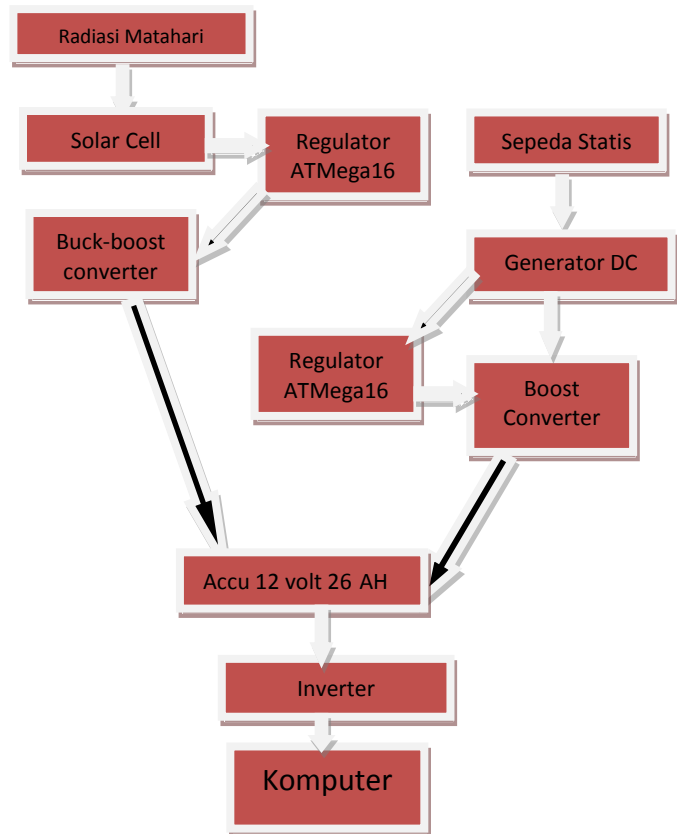 Radiasi Matahari
Solar Cell
Regulator
ATMega16
Sepeda Statis
Buck-boost
converter
Generator DC
Regulator
ATMega16
Boost
Converter
Accu 12 volt 26 AH
Inverter
Komputer